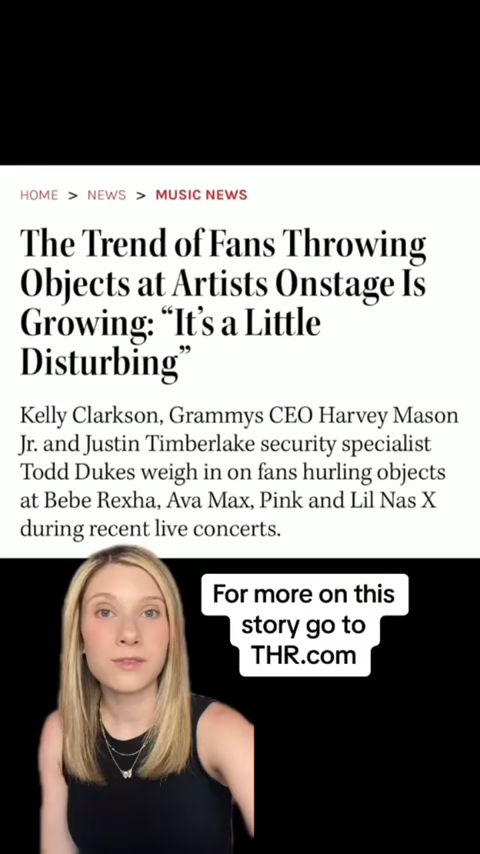 HOME > NEWS > MUSIC NEWS
The Trend of Fans Throwing
Objects at Artists Onstage Is
Growing: “It’s a Little
Disturbing”
Kelly Clarkson, Grammys CEO Harvey Mason
Jr. and Justin Timberlake security specialist
Todd Dukes weigh in on fans hurling objects
at Bebe Rexha, Ava Max, Pink and Lil Nas X
during recent live concerts.
For more on this
story go to
THR.com